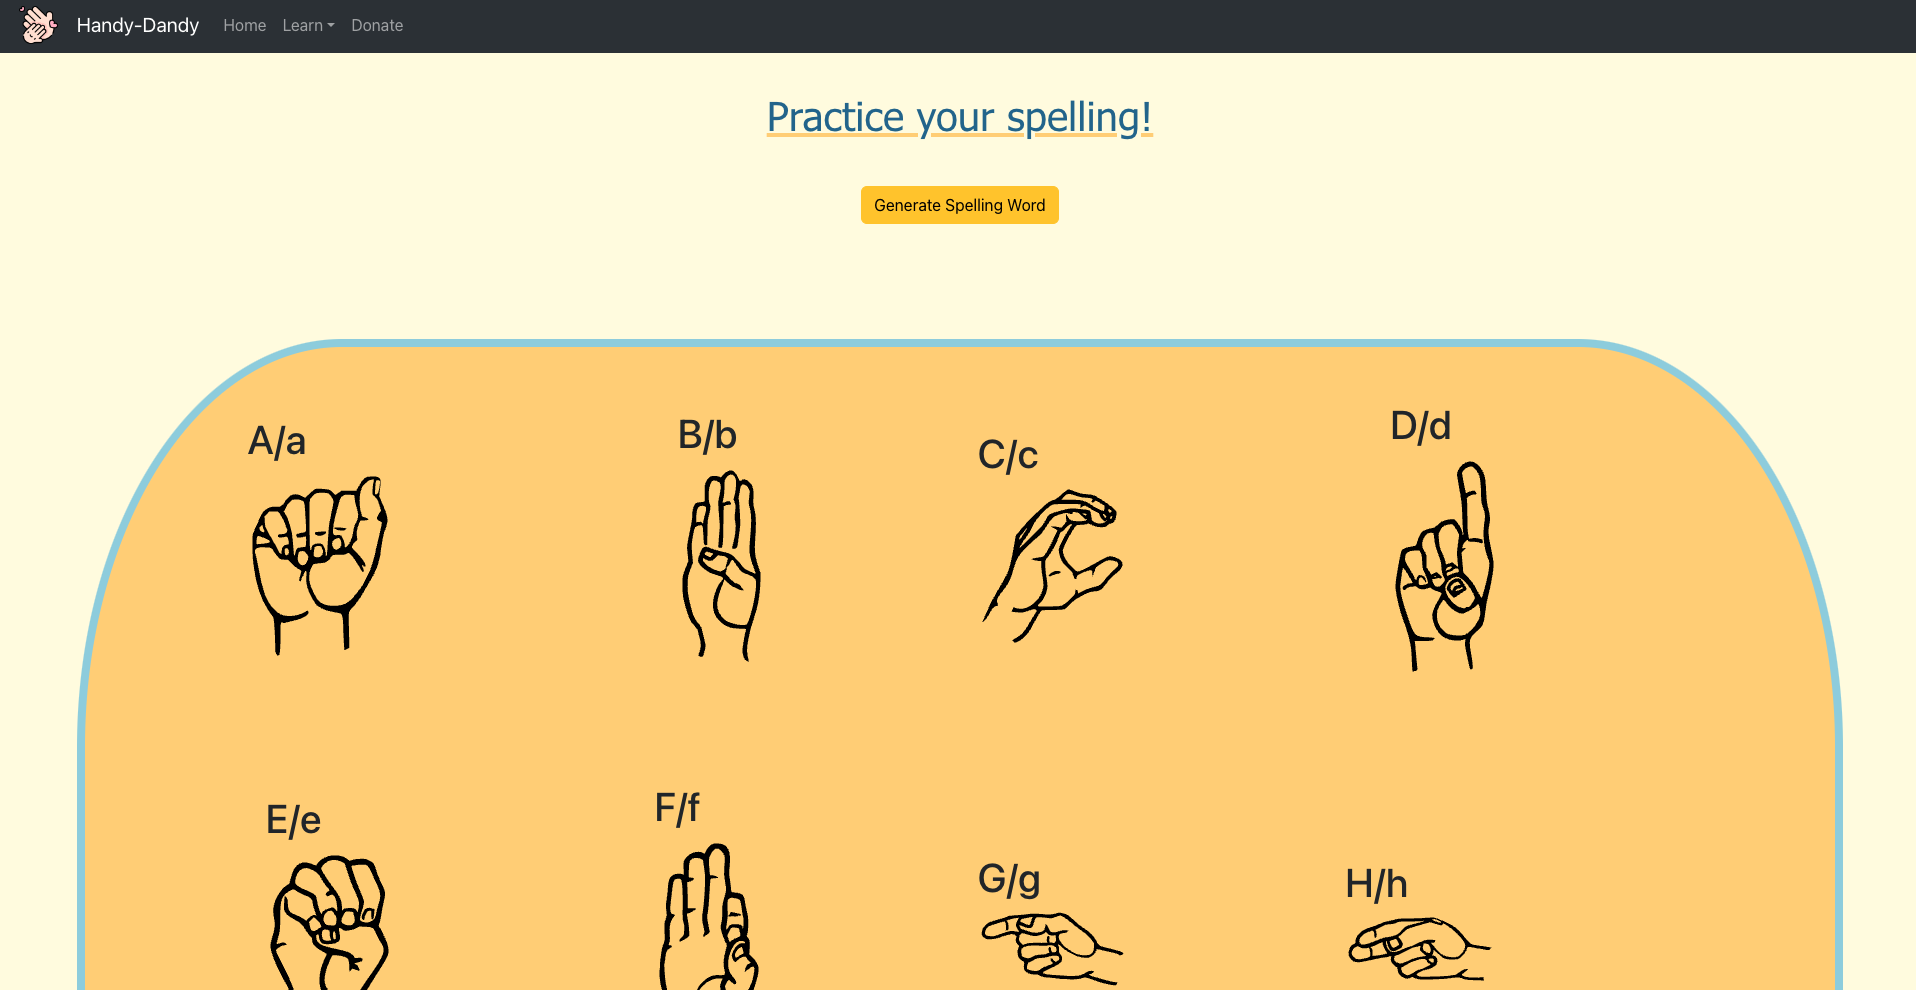 Handy-Dandy Home Learn Donate
Practice your spelling!
Generate Spelling Word
A/a B/b C/c D/d
E/e F/f G/g H/h